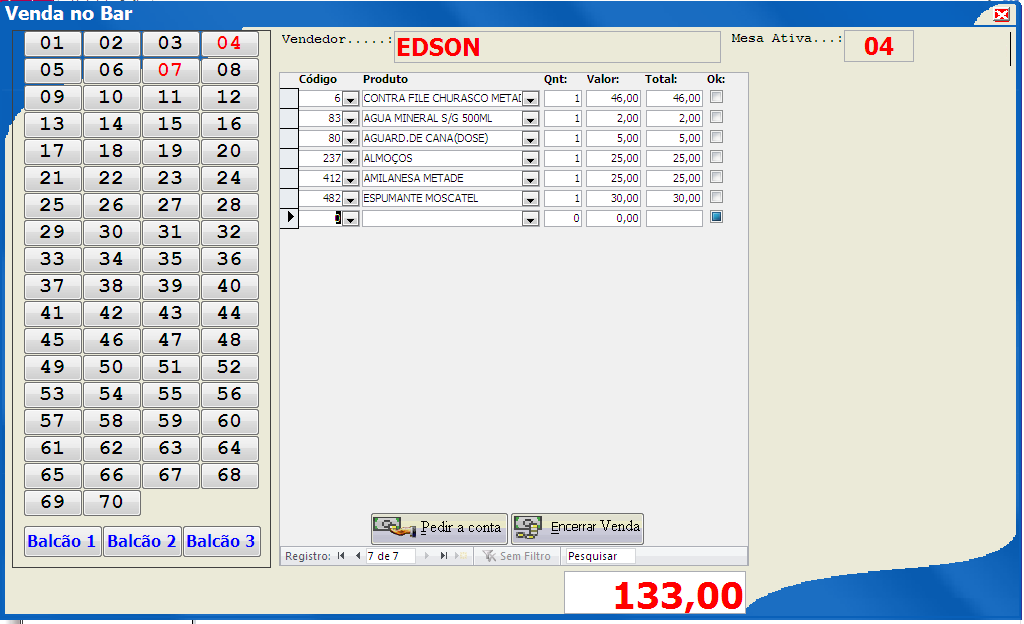 Venda no Bar
Vendedor.....: EDSON Mesa Ativa...: 04
01 02 03 04
05 06 07 08
09 10 11 12
13 14 15 16
17 18 19 20
21 22 23 24
25 26 27 28
29 30 31 32
33 34 35 36
37 38 39 40
41 42 43 44
45 46 47 48
49 50 51 52
53 54 55 56
57 58 59 60
61 62 63 64
65 66 67 68
69 70
Balcão 1 Balcão 2 Balcão 3
Código Produto Qnt: Valor: Total: Ok:
6 CONTRA FILE CHURASCO METAD 1 46,00 46,00
83 AGUA MINERAL S/G 500ML 1 2,00 2,00
80 AGUARD.DE CANA(DOSE) 1 5,00 5,00
237 ALMOÇOS 1 25,00 25,00
412 AMILANESA METADE 1 25,00 25,00
482 ESPUMANTE MOSCATEL 1 30,00 30,00
0 0 0,00
Pedir a conta Encerrar Venda
Registro: 7 de 7 Sem Filtro Pesquisar
133,00